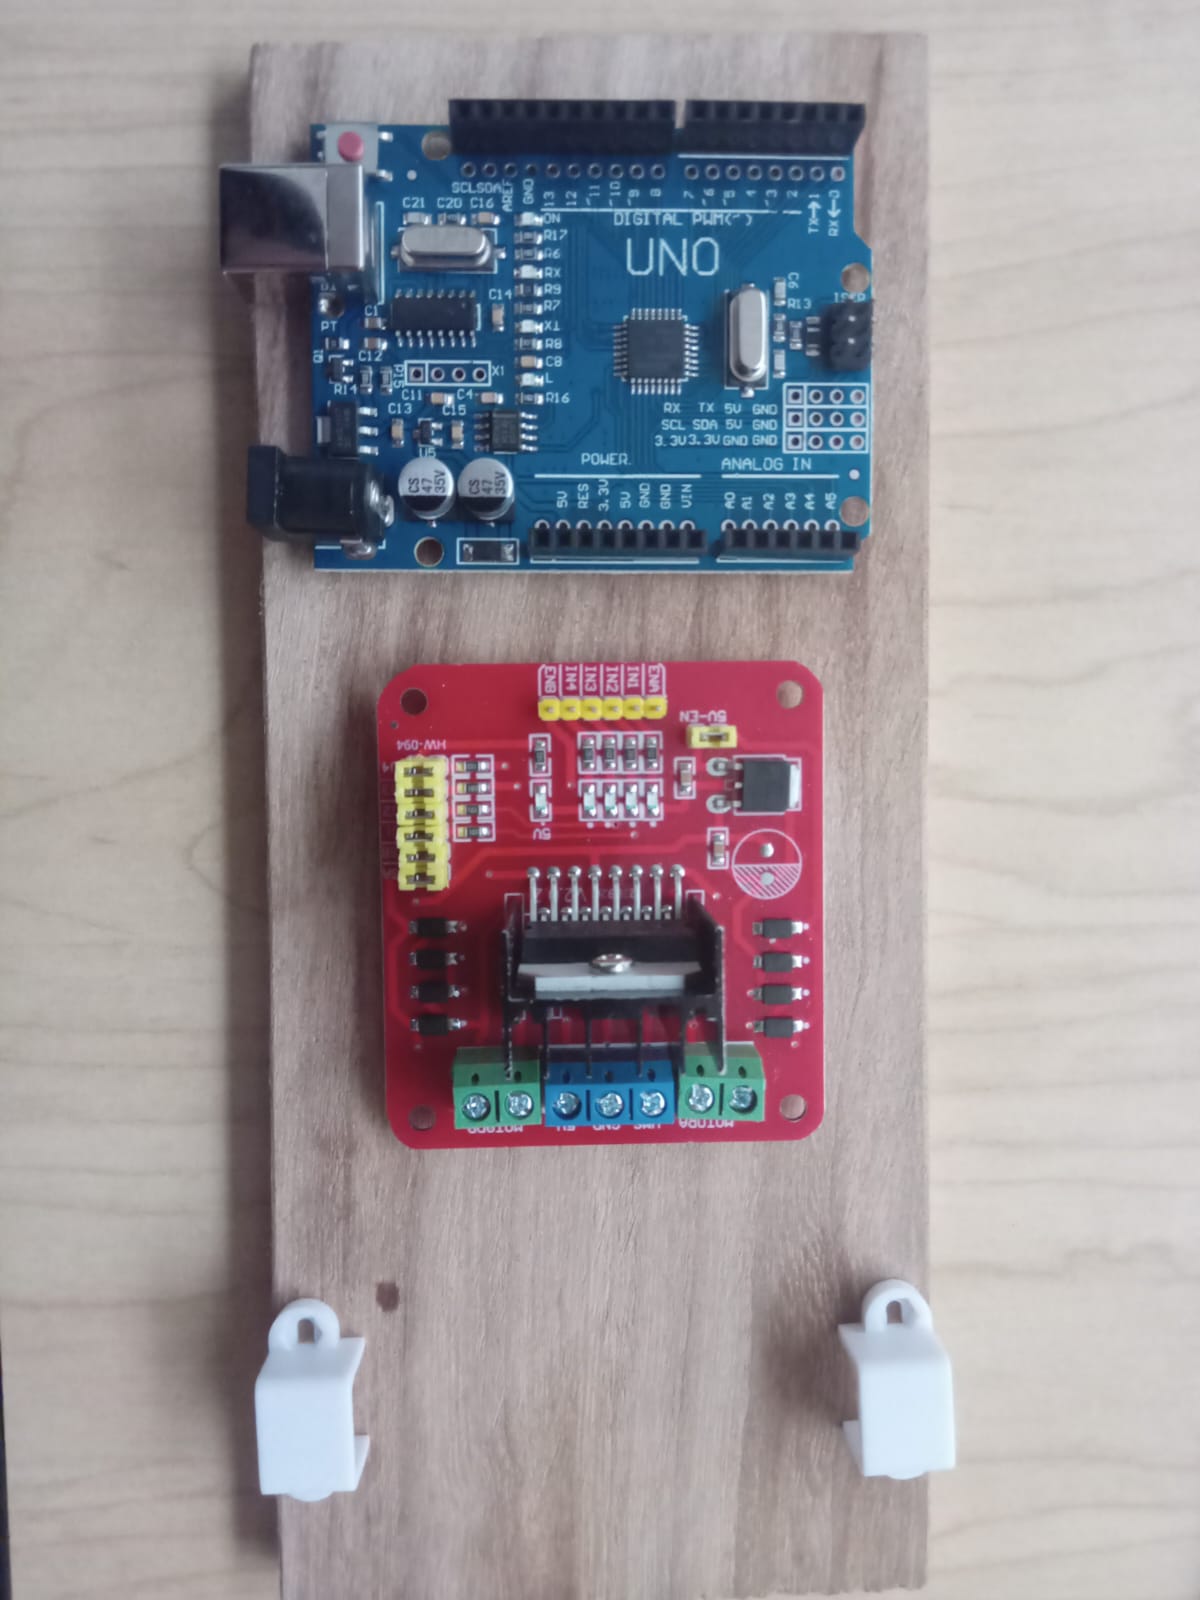 SCL SDA AREF GND 13 12 ~11 ~10 ~9 8 7 ~6 ~5 4 ~3 2 TX→1 RX←0
DIGITAL PWM(~)
UNO
C21 C20 C16
ON
R17
R6
RX
R9
R7
C14
TX
R8
C8
L
R16
C6
R13
ICSP
C1
PT
C12
R14
X1
C11 C4
C13 C15
U5
RX TX 5V GND
SCL SDA 5V GND
3.3V 3.3V GND GND
POWER
ANALOG IN
5V RES 3.3V 5V GND GND VIN
A0 A1 A2 A3 A4 A5
CS
47
35V
CS
47
35V
ENB IN4 IN3 IN2 IN1 ENA
5V-EN
HW-094
5V
MOTORB 5V GND VMS MOTORA